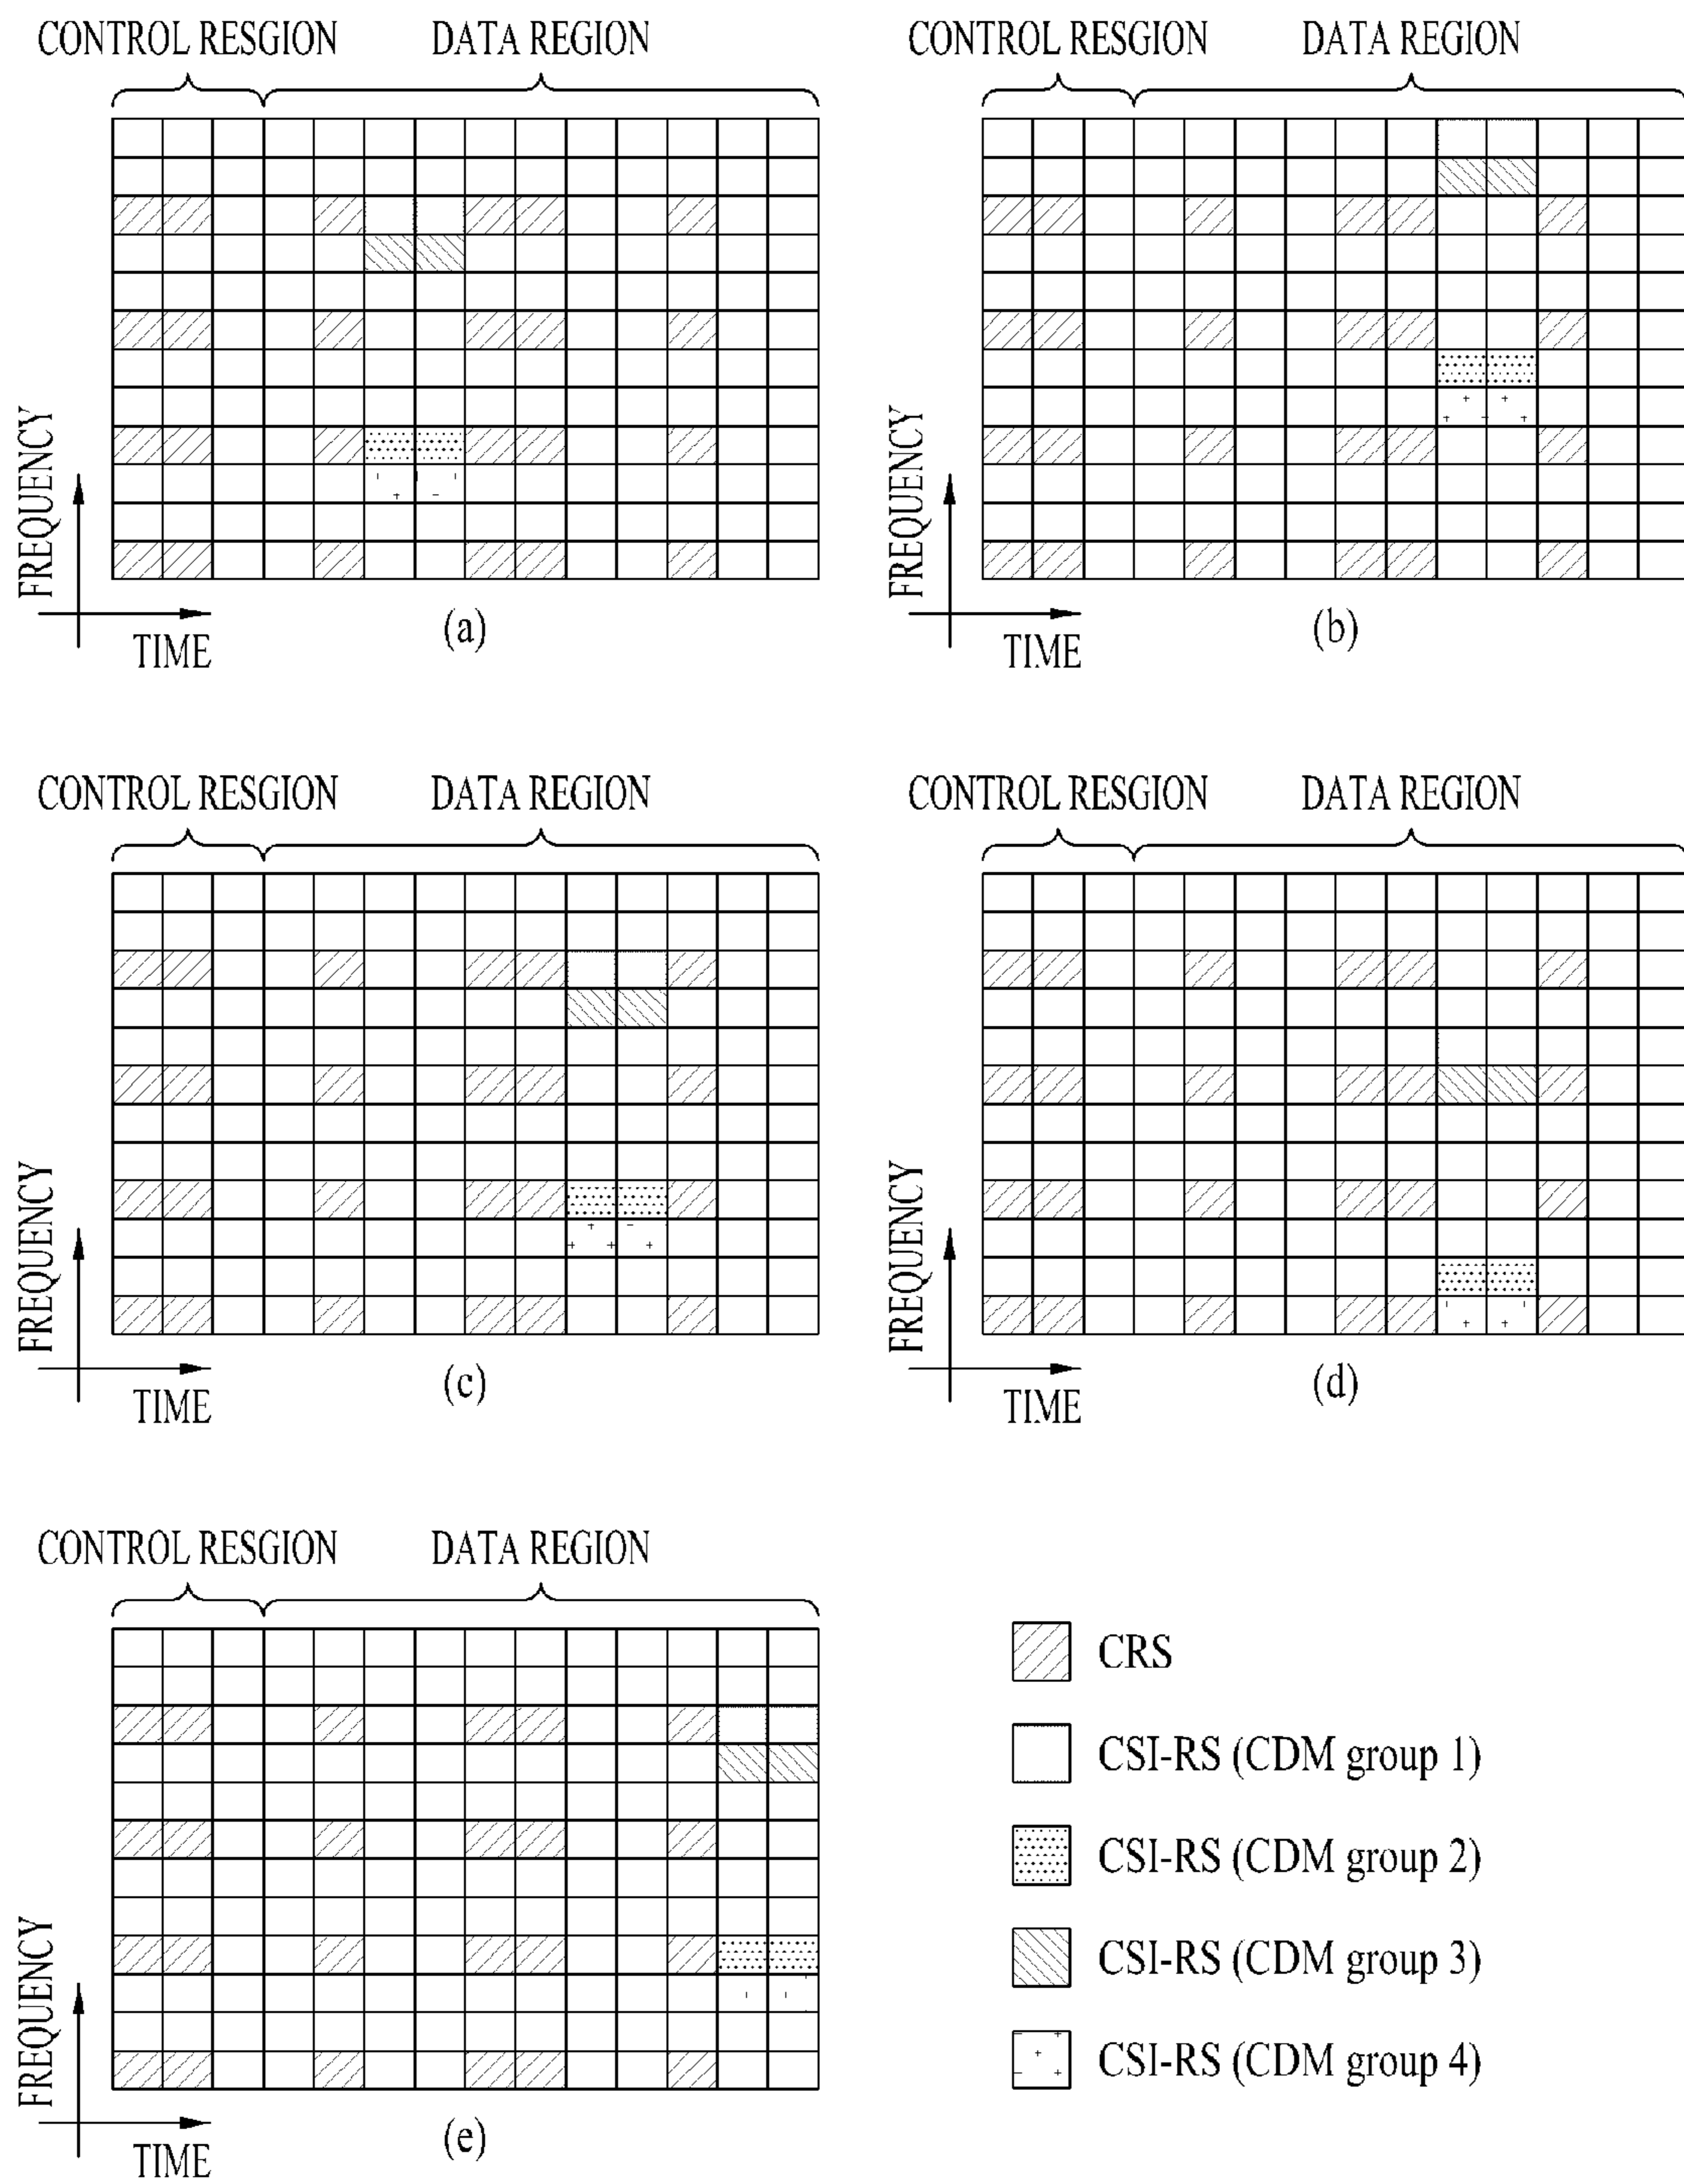 CONTROL RESGION DATA REGION
FREQUENCY
TIME
(a)
CONTROL RESGION DATA REGION
FREQUENCY
TIME
(b)
CONTROL RESGION DATA REGION
FREQUENCY
TIME
(c)
CONTROL RESGION DATA REGION
FREQUENCY
TIME
(d)
CONTROL RESGION DATA REGION
FREQUENCY
TIME
(e)
CRS
CSI-RS (CDM group 1)
CSI-RS (CDM group 2)
CSI-RS (CDM group 3)
CSI-RS (CDM group 4)